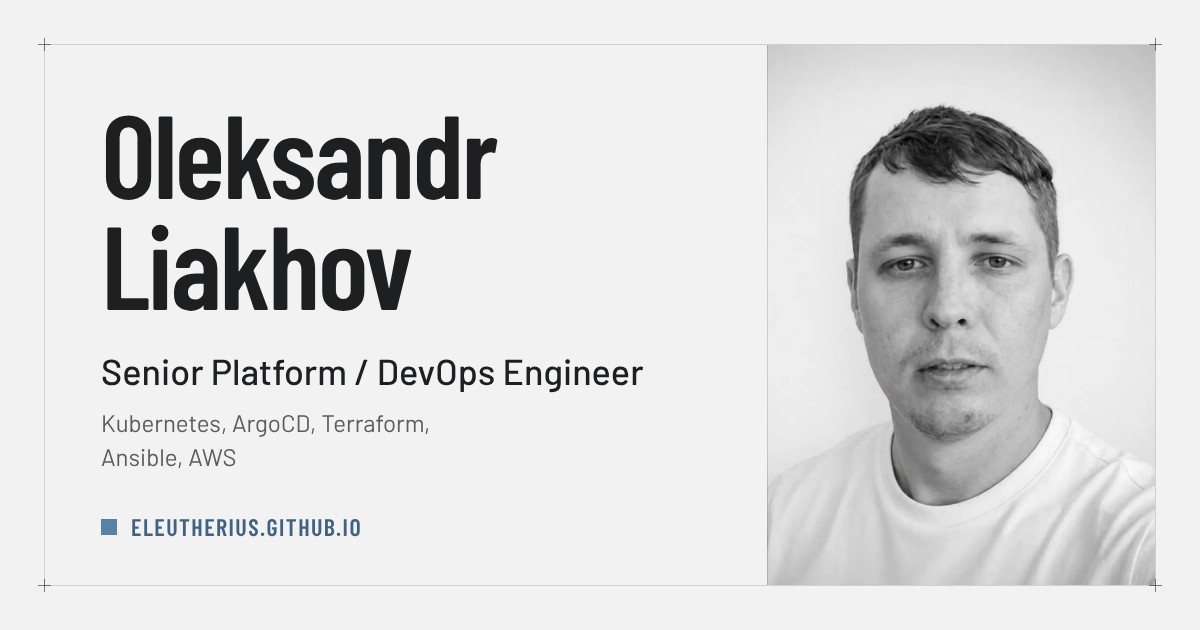 Oleksandr
Liakhov
Senior Platform / DevOps Engineer
Kubernetes, ArgoCD, Terraform,
Ansible, AWS
ELEUTHERIUS.GITHUB.IO